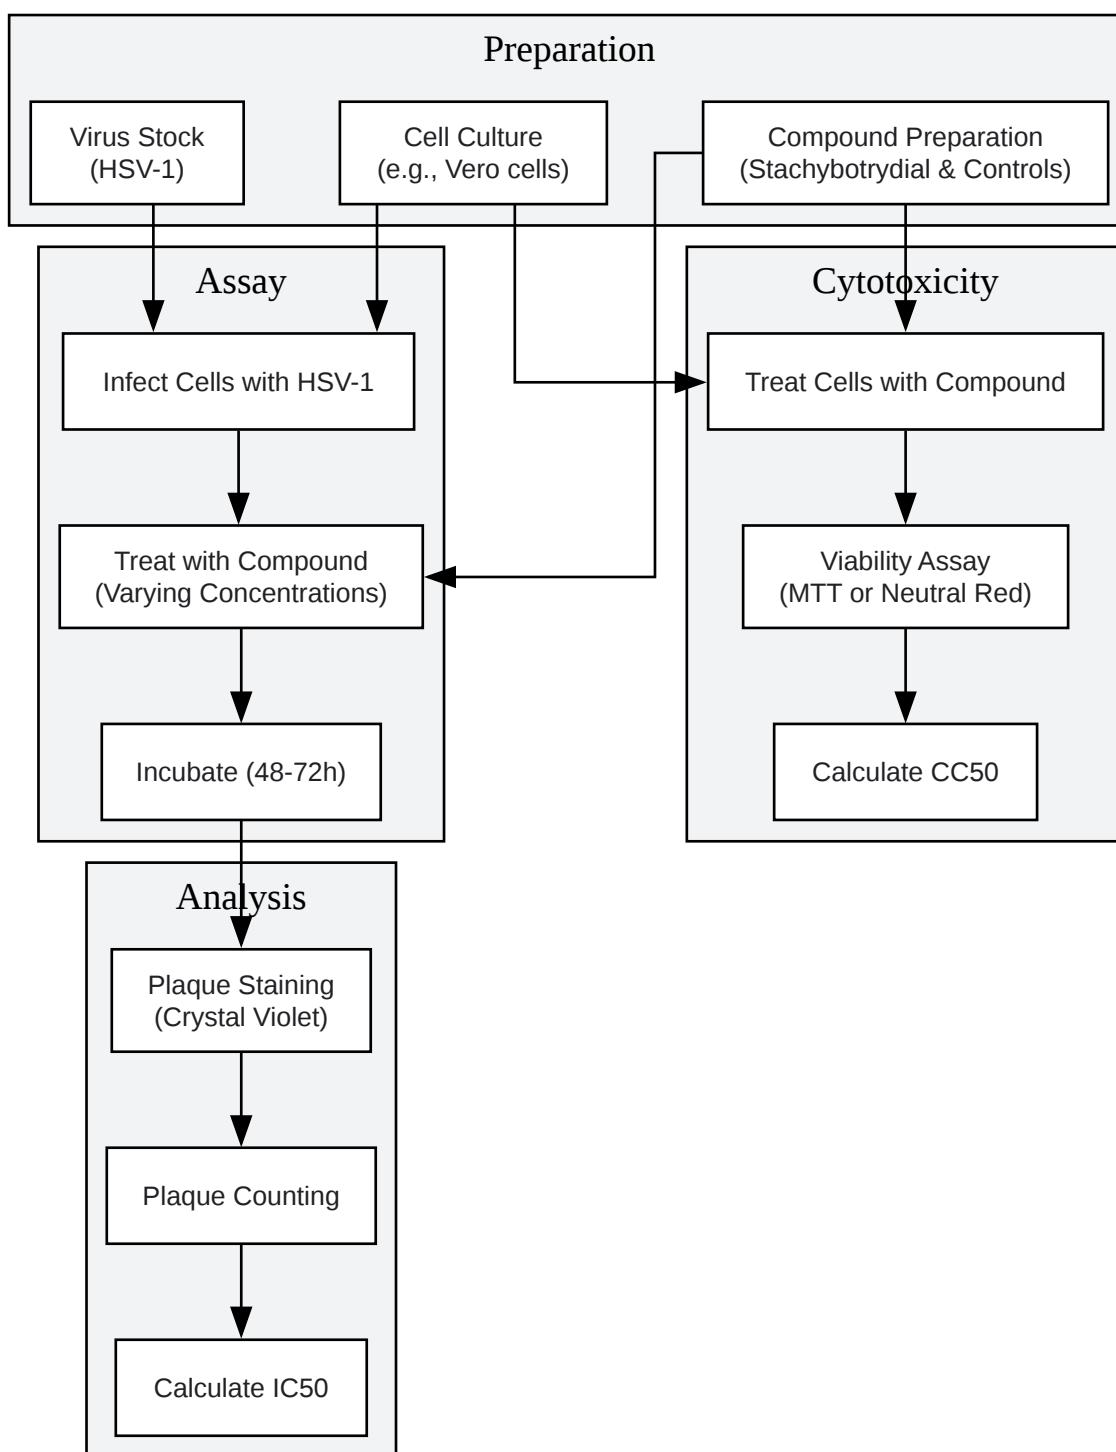 Preparation
Virus Stock
(HSV-1)
Cell Culture
(e.g., Vero cells)
Compound Preparation
(Stachybotrydial & Controls)
Assay
Cytotoxicity
Infect Cells with HSV-1
Treat Cells with Compound
Treat with Compound
(Varying Concentrations)
Viability Assay
(MTT or Neutral Red)
Incubate (48-72h)
Calculate CC50
Analysis
Plaque Staining
(Crystal Violet)
Plaque Counting
Calculate IC50